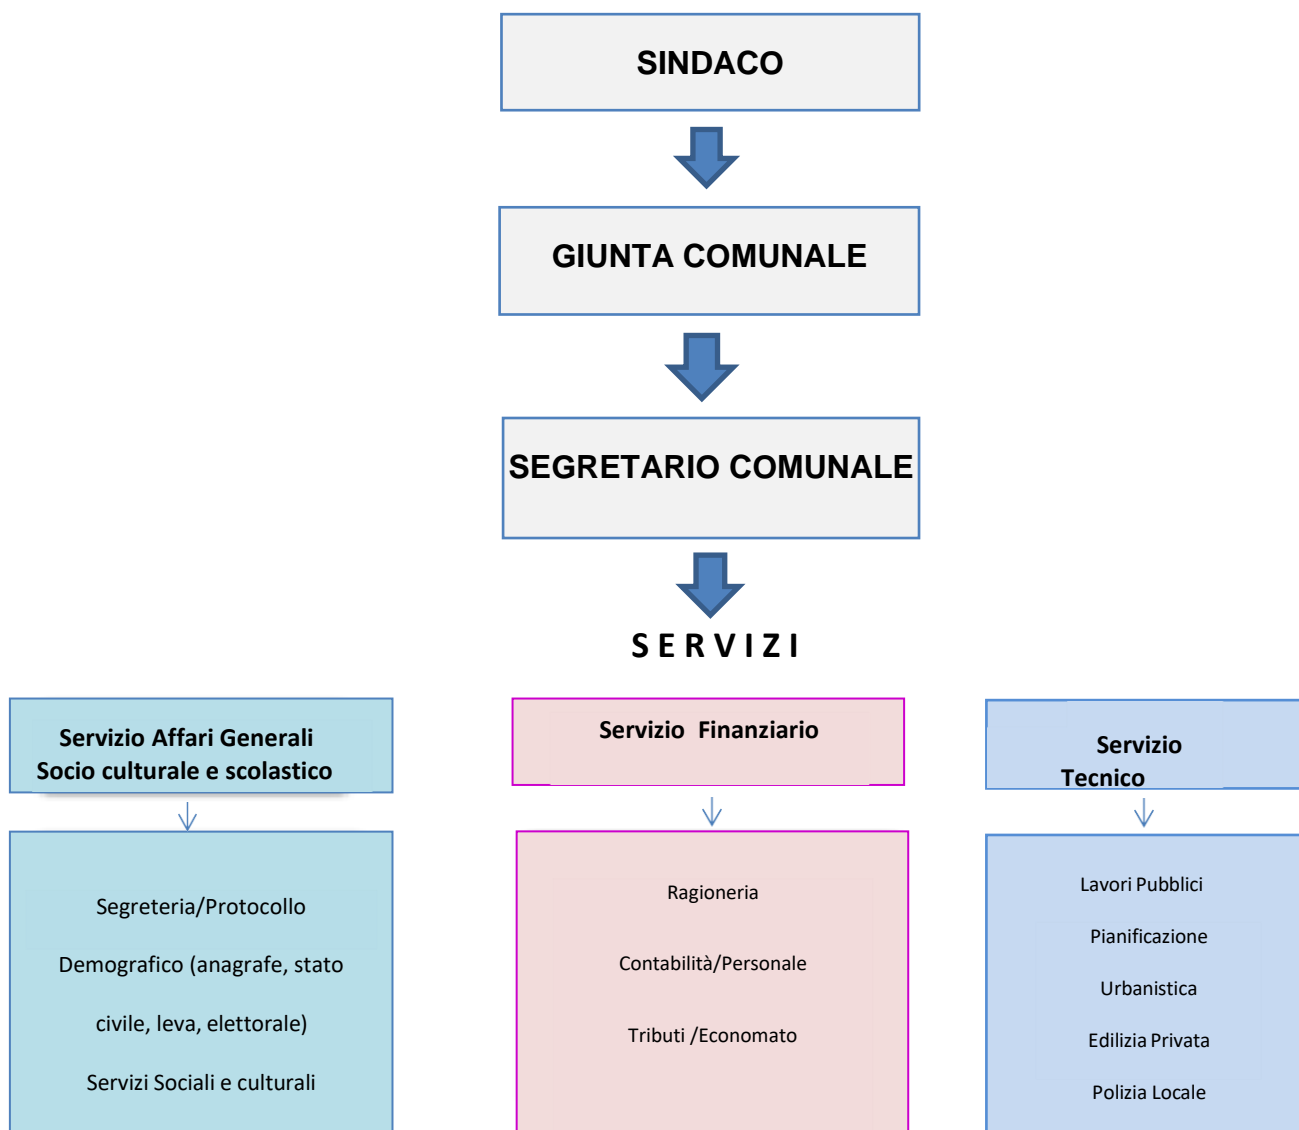 SINDACO
GIUNTA COMUNALE
SEGRETARIO COMUNALE
S E R V I Z I
Servizio Affari Generali
Socio culturale e scolastico
Segreteria/Protocollo
Demografico (anagrafe, stato
civile, leva, elettorale)
Servizi Sociali e culturali
Servizio Finanziario
Ragioneria
Contabilità/Personale
Tributi /Economato
Servizio
Tecnico
Lavori Pubblici
Pianificazione
Urbanistica
Edilizia Privata
Polizia Locale